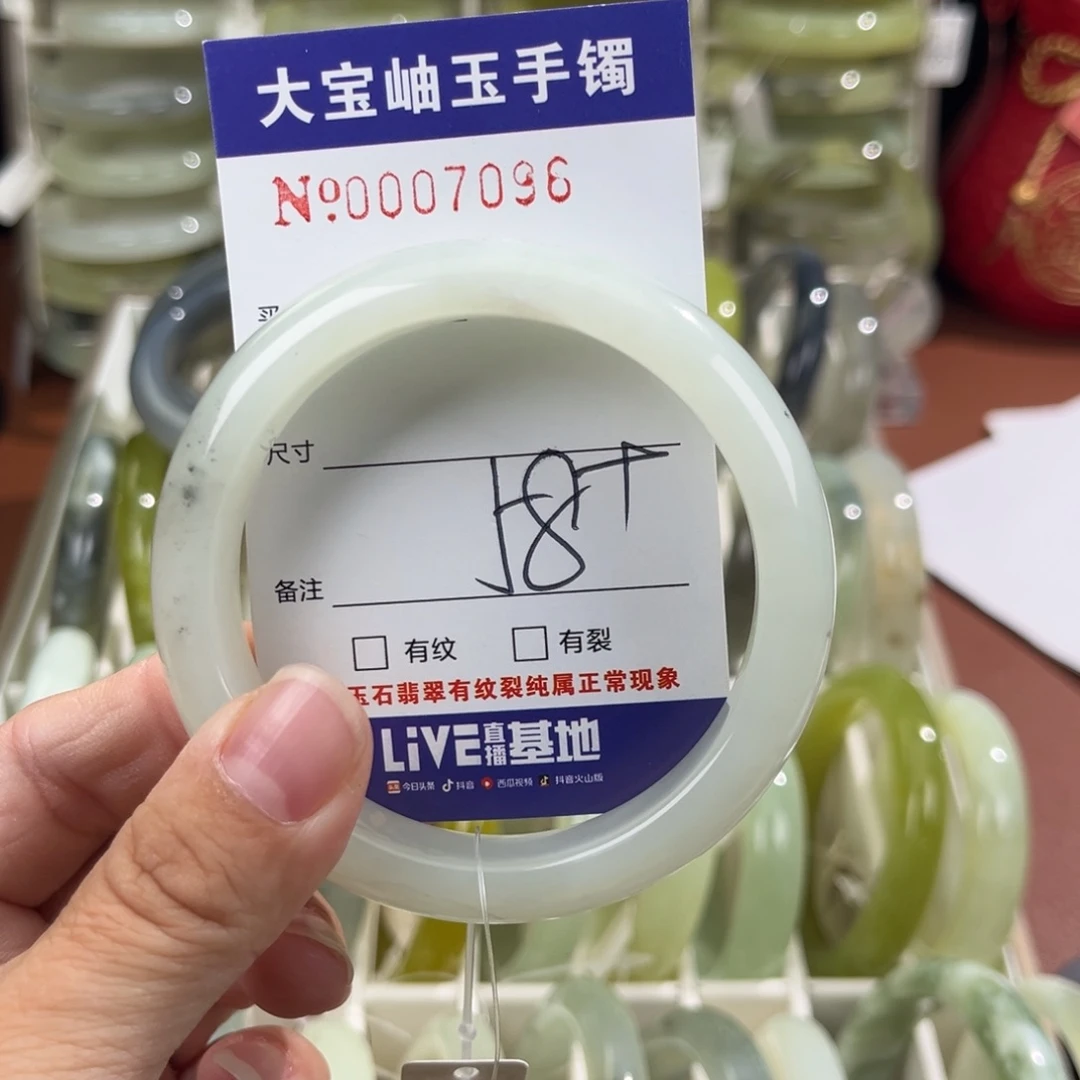 大宝岫玉手镯
No0007096
买
尺寸
备注
有纹 有裂
玉石翡翠有纹裂纯属正常现象
LiVE直播基地
今日头条 抖音 西瓜视频 抖音火山版